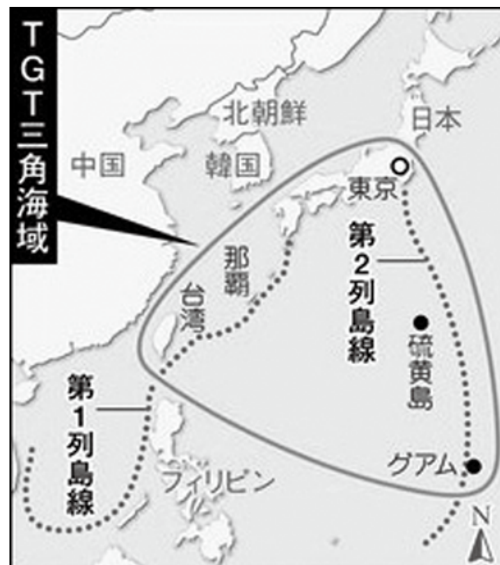 TGT三角海域
中国
北朝鮮
韓国
日本
東京
那覇
台湾
第2列島線
硫黄島
第1列島線
フィリピン
グアム
N